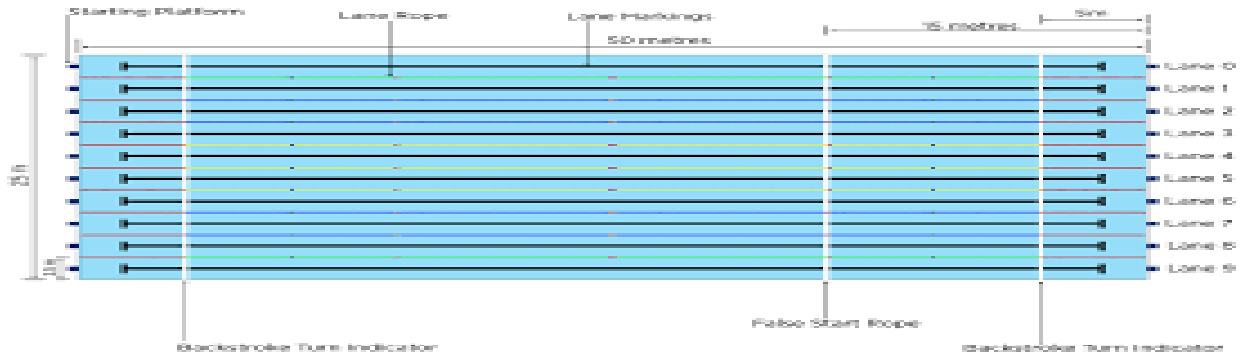 Starting Platform
Lane Rope
Lane Markings
5m
15 metres
50 metres
Lane 0
Lane 1
Lane 2
Lane 3
Lane 4
Lane 5
Lane 6
Lane 7
Lane 8
Lane 9
False Start Rope
Backstroke Turn Indicator
Backstroke Turn Indicator